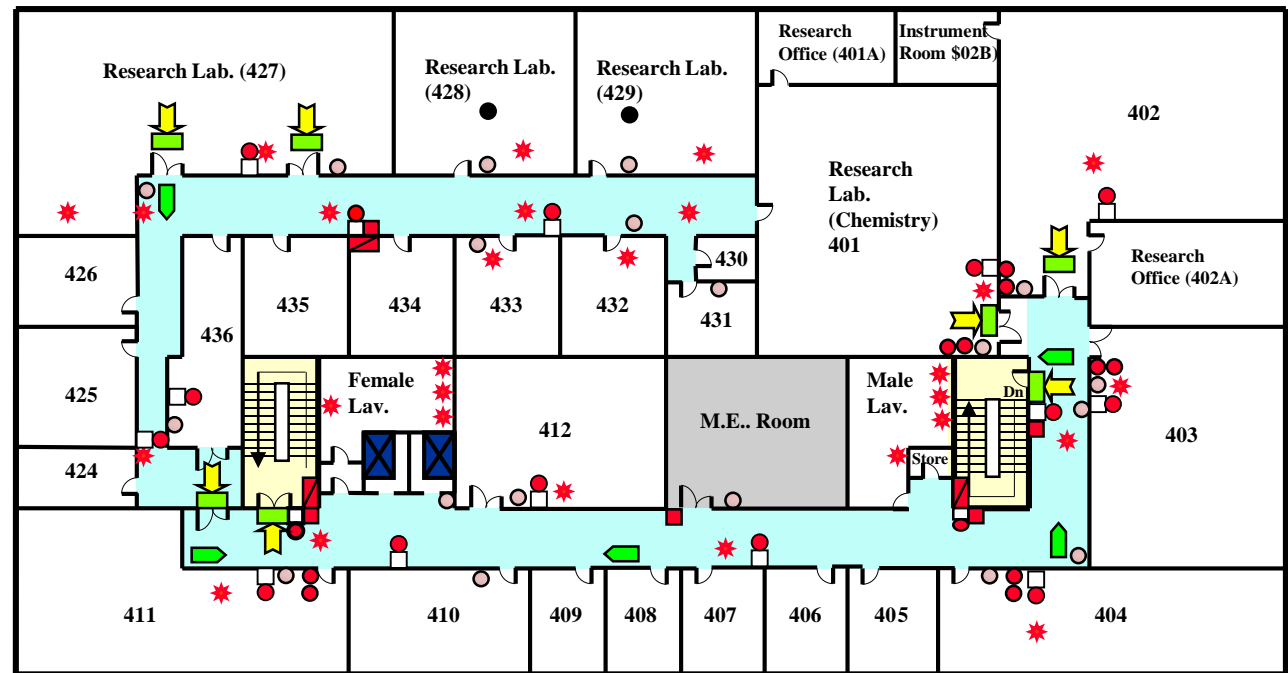 Research
Office (401A)
Instrument
Room $02B)
Research Lab. (427)
Research Lab.
(428)
Research Lab.
(429)
402
Research
Lab.
(Chemistry)
401
Research
Office (402A)
426
435
434
433
432
430
431
436
425
Female
Lav.
412
M.E.. Room
Male
Lav.
Dn
403
Store
424
411
410
409
408
407
406
405
404